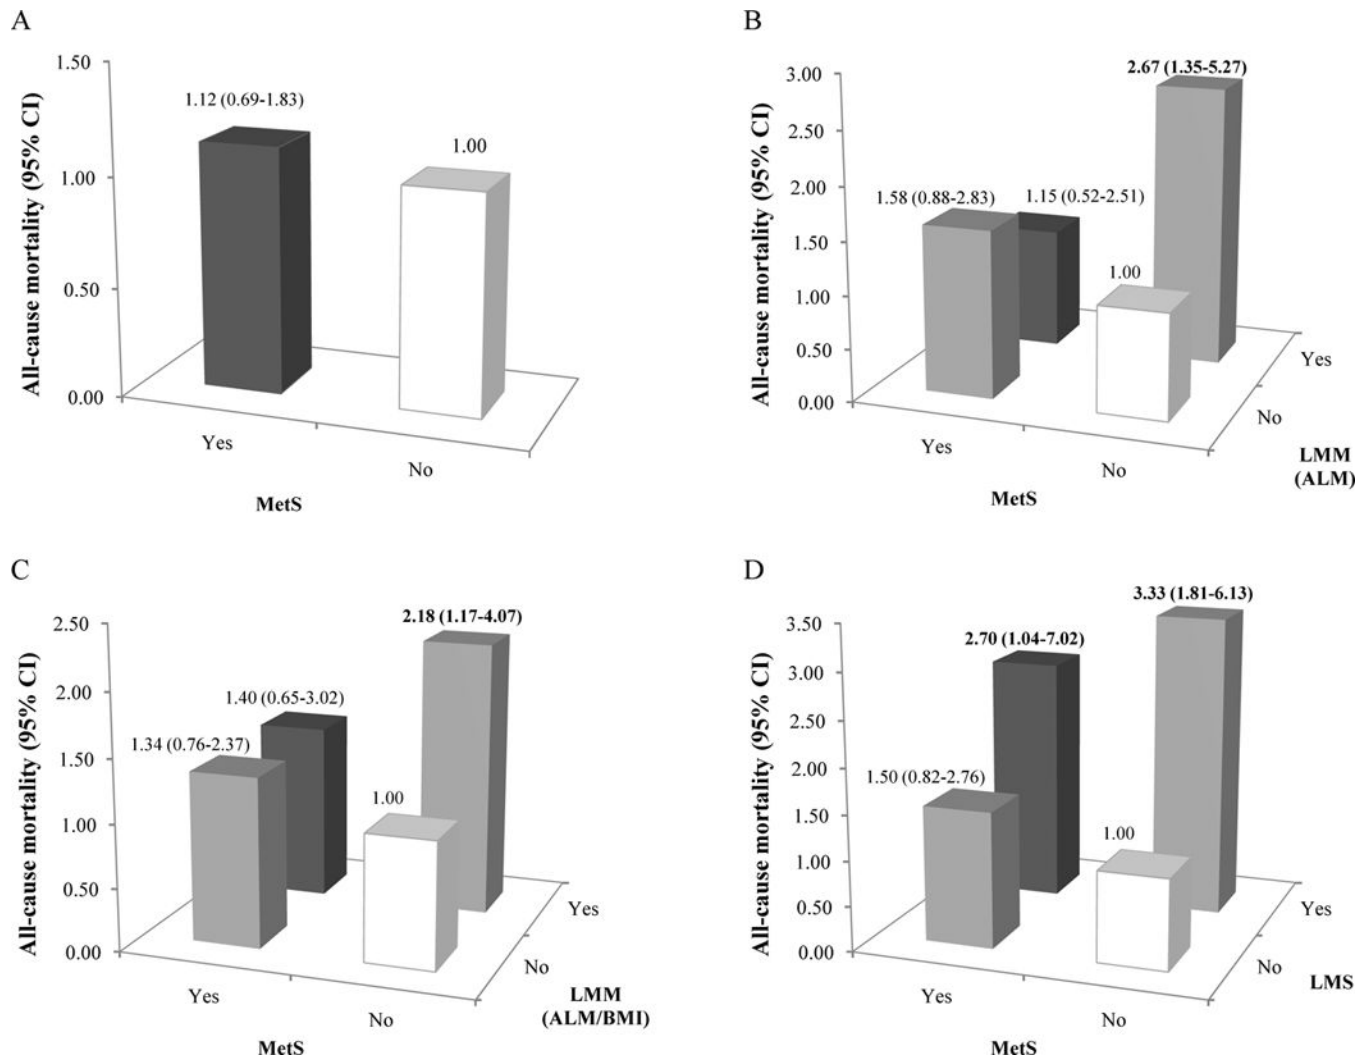 A
All-cause mortality (95% CI)
1.50
1.00
0.50
0.00
1.12 (0.69-1.83)
1.00
Yes
No
MetS
B
All-cause mortality (95% CI)
3.00
2.50
2.00
1.50
1.00
0.50
0.00
2.67 (1.35-5.27)
1.58 (0.88-2.83)
1.15 (0.52-2.51)
1.00
Yes
No
Yes
No
LMM
(ALM)
MetS
C
All-cause mortality (95% CI)
2.50
2.00
1.50
1.00
0.50
0.00
2.18 (1.17-4.07)
1.40 (0.65-3.02)
1.34 (0.76-2.37)
1.00
Yes
No
Yes
No
LMM
(ALM/BMI)
MetS
D
All-cause mortality (95% CI)
3.50
3.00
2.50
2.00
1.50
1.00
0.50
0.00
3.33 (1.81-6.13)
2.70 (1.04-7.02)
1.50 (0.82-2.76)
1.00
Yes
No
LMS
Yes
No
MetS